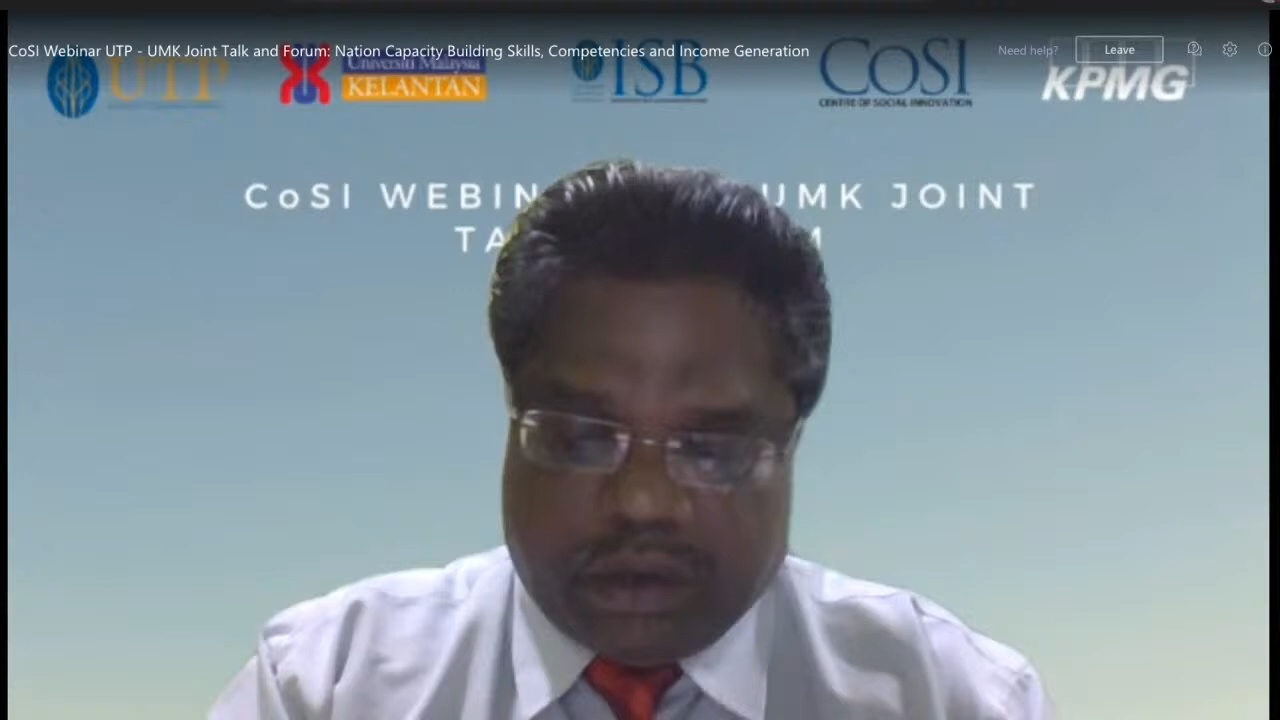 CoSI Webinar UTP - UMK Joint Talk and Forum: Nation Capacity Building Skills, Competencies and Income Generation
Need help?
Leave
UTP
Universiti Malaysia
KELANTAN
ISB
CoSI
CENTRE OF SOCIAL INNOVATION
KPMG
CoSI WEBIN UMK JOINT
TA M